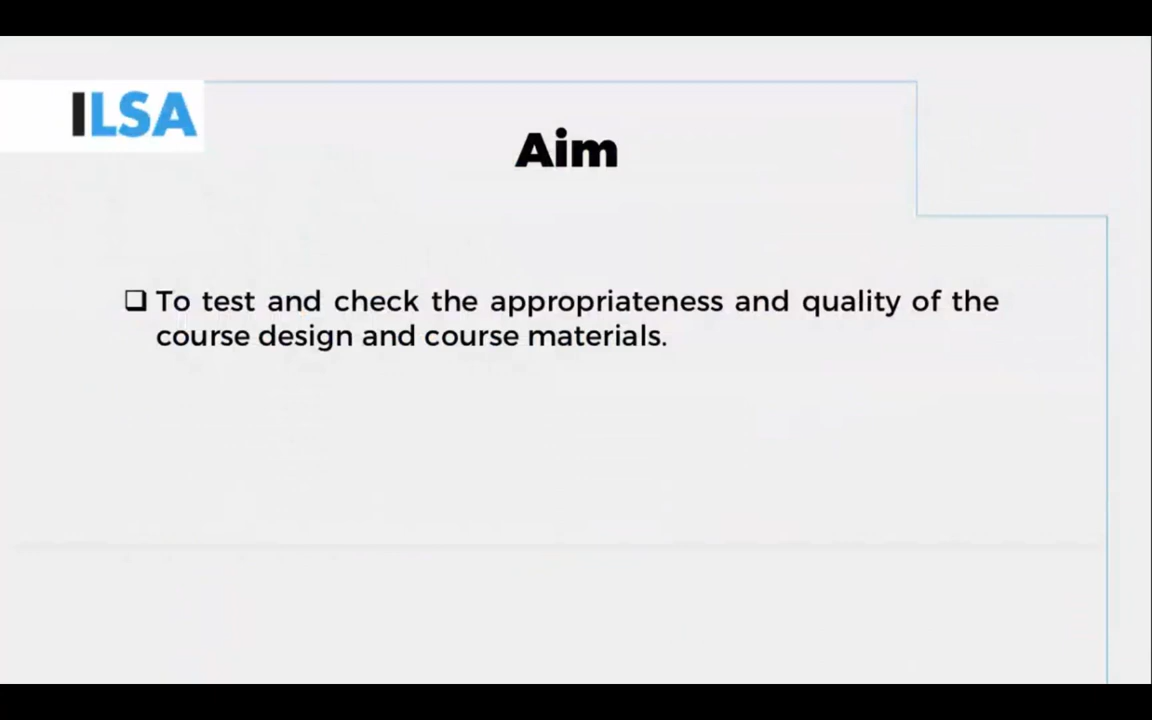 ILSA
Aim
❑ To test and check the appropriateness and quality of the
course design and course materials.